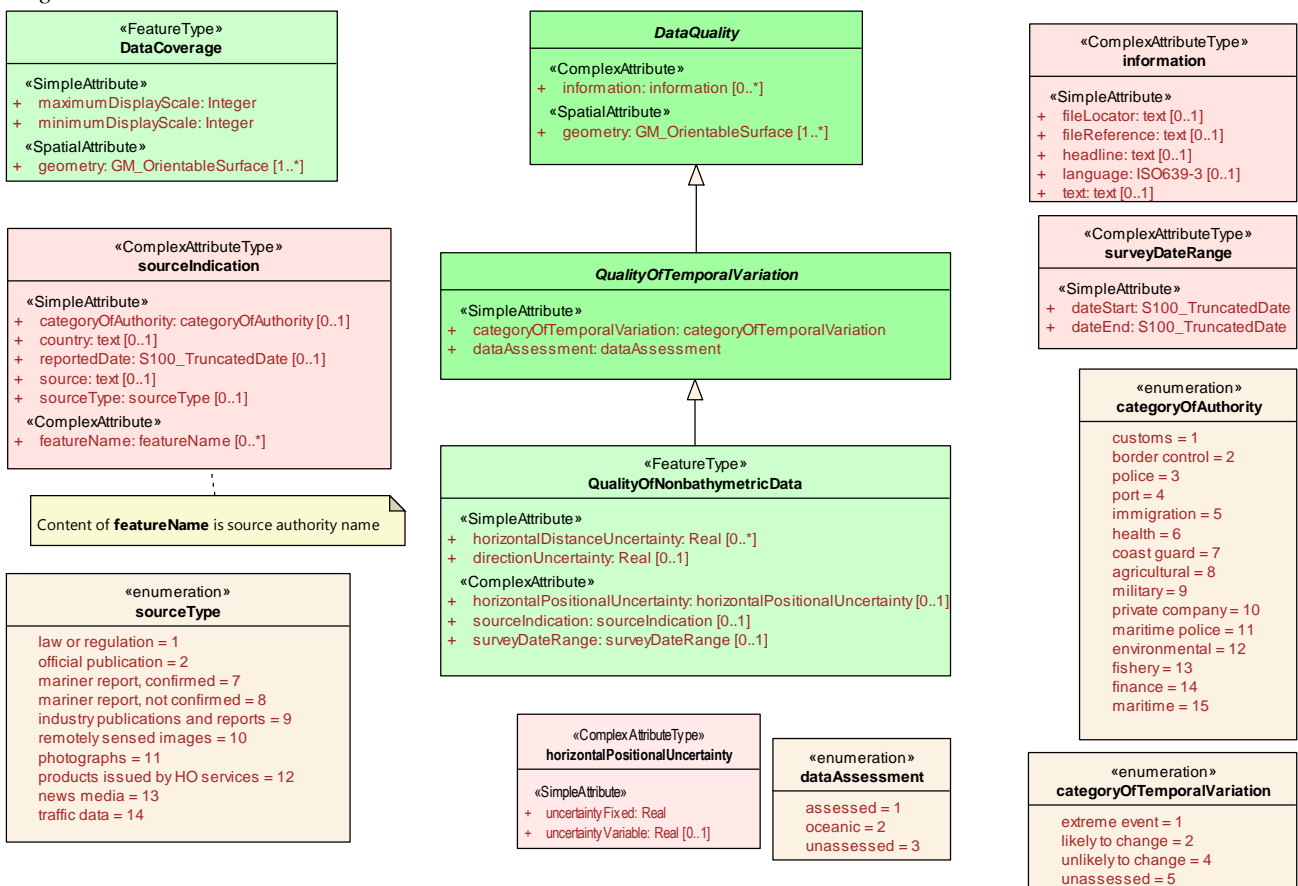 «FeatureType»
DataCoverage
«SimpleAttribute»
+ maximumDisplayScale: Integer
+ minimumDisplayScale: Integer
«SpatialAttribute»
+ geometry: GM_OrientableSurface [1..*]
DataQuality
«ComplexAttribute»
+ information: information [0..*]
«SpatialAttribute»
+ geometry: GM_OrientableSurface [1..*]
«ComplexAttributeType»
information
«SimpleAttribute»
+ fileLocator: text [0..1]
+ fileReference: text [0..1]
+ headline: text [0..1]
+ language: ISO639-3 [0..1]
+ text: text [0..1]
«ComplexAttributeType»
sourceIndication
«SimpleAttribute»
+ categoryOfAuthority: categoryOfAuthority [0..1]
+ country: text [0..1]
+ reportedDate: S100_TruncatedDate [0..1]
+ source: text [0..1]
+ sourceType: sourceType [0..1]
«ComplexAttribute»
+ featureName: featureName [0..*]
Content of featureName is source authority name
QualityOfTemporalVariation
«SimpleAttribute»
+ categoryOfTemporalVariation: categoryOfTemporalVariation
+ dataAssessment: dataAssessment
«ComplexAttributeType»
surveyDateRange
«SimpleAttribute»
+ dateStart: S100_TruncatedDate
+ dateEnd: S100_TruncatedDate
«enumeration»
categoryOfAuthority
customs = 1
border control = 2
police = 3
port = 4
immigration = 5
health = 6
coast guard = 7
agricultural = 8
military = 9
private company = 10
maritime police = 11
environmental = 12
fishery = 13
finance = 14
maritime = 15
«FeatureType»
QualityOfNonbathymetricData
«SimpleAttribute»
+ horizontalDistanceUncertainty: Real [0..*]
+ directionUncertainty: Real [0..1]
«ComplexAttribute»
+ horizontalPositionalUncertainty: horizontalPositionalUncertainty [0..1]
+ sourceIndication: sourceIndication [0..1]
+ surveyDateRange: surveyDateRange [0..1]
«enumeration»
sourceType
law or regulation = 1
official publication = 2
mariner report, confirmed = 7
mariner report, not confirmed = 8
industry publications and reports = 9
remotely sensed images = 10
photographs = 11
products issued by HO services = 12
news media = 13
traffic data = 14
«ComplexAttributeType»
horizontalPositionalUncertainty
«SimpleAttribute»
+ uncertaintyFixed: Real
+ uncertaintyVariable: Real [0..1]
«enumeration»
dataAssessment
assessed = 1
oceanic = 2
unassessed = 3
«enumeration»
categoryOfTemporalVariation
extreme event = 1
likely to change = 2
unlikely to change = 4
unassessed = 5